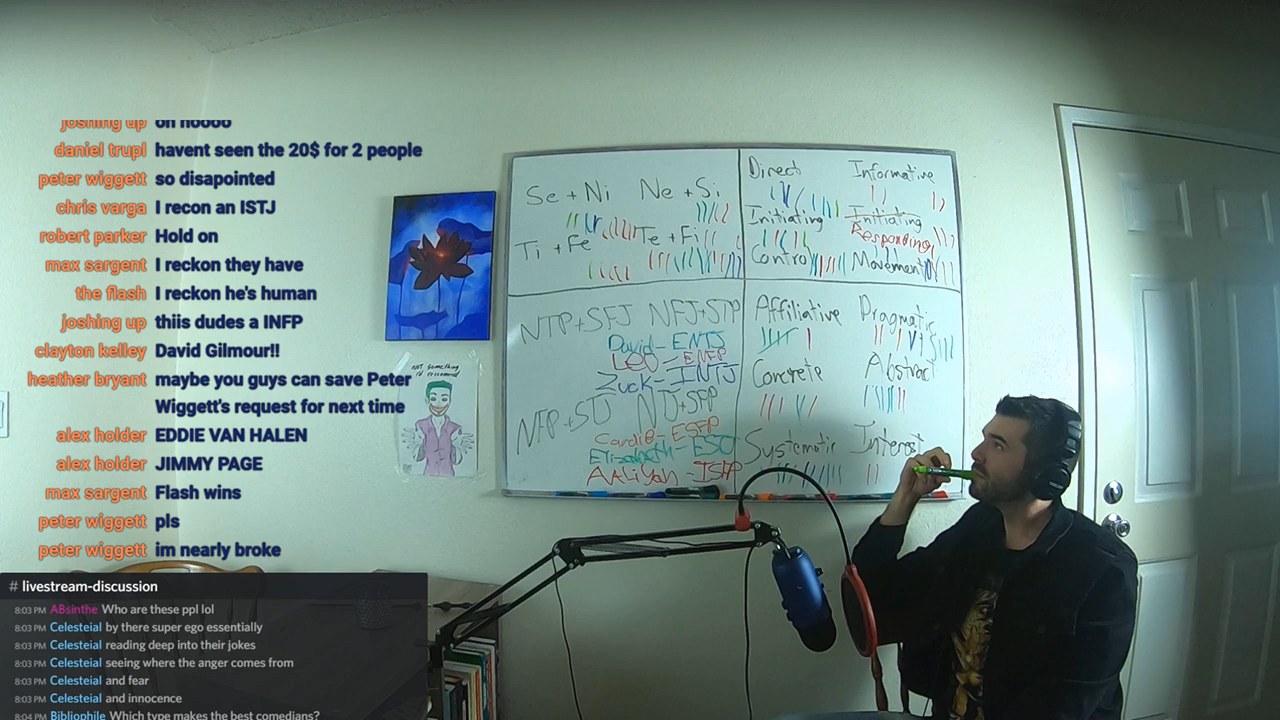 joshing up oh noooo
daniel trupl havent seen the 20$ for 2 people
peter wiggett so disapointed
chris varga I recon an ISTJ
robert parker Hold on
max sargent I reckon they have
the flash I reckon he's human
joshing up thiis dudes a INFP
clayton kelley David Gilmour!!
heather bryant maybe you guys can save Peter
Wiggett's request for next time
alex holder EDDIE VAN HALEN
alex holder JIMMY PAGE
max sargent Flash wins
peter wiggett pls
peter wiggett im nearly broke
# livestream-discussion
8:03 PM ABsinthe Who are these ppl lol
8:03 PM Celesteial by there super ego essentially
8:03 PM Celesteial reading deep into their jokes
8:03 PM Celesteial seeing where the anger comes from
8:03 PM Celesteial and fear
8:03 PM Celesteial and innocence
8:04 PM Bibliophile Which type makes the best comedians?
NOT something
I'd recommend
Se + Ni Ne + Si
Ti + Fe Te + Fi
NTP+SFJ NFJ+STP
David - ENTJ
Leo - ENFP
Zuck - INTJ
NFP+STJ NTJ+SFP
Cardi B - ESFP
Elizabeth - ESTJ
AALiyah - ISFP
Direct Informative
Initiating Initiating
Responding
Control Movement
Affiliative Pragmatic
Concrete Abstract
Systematic Interest